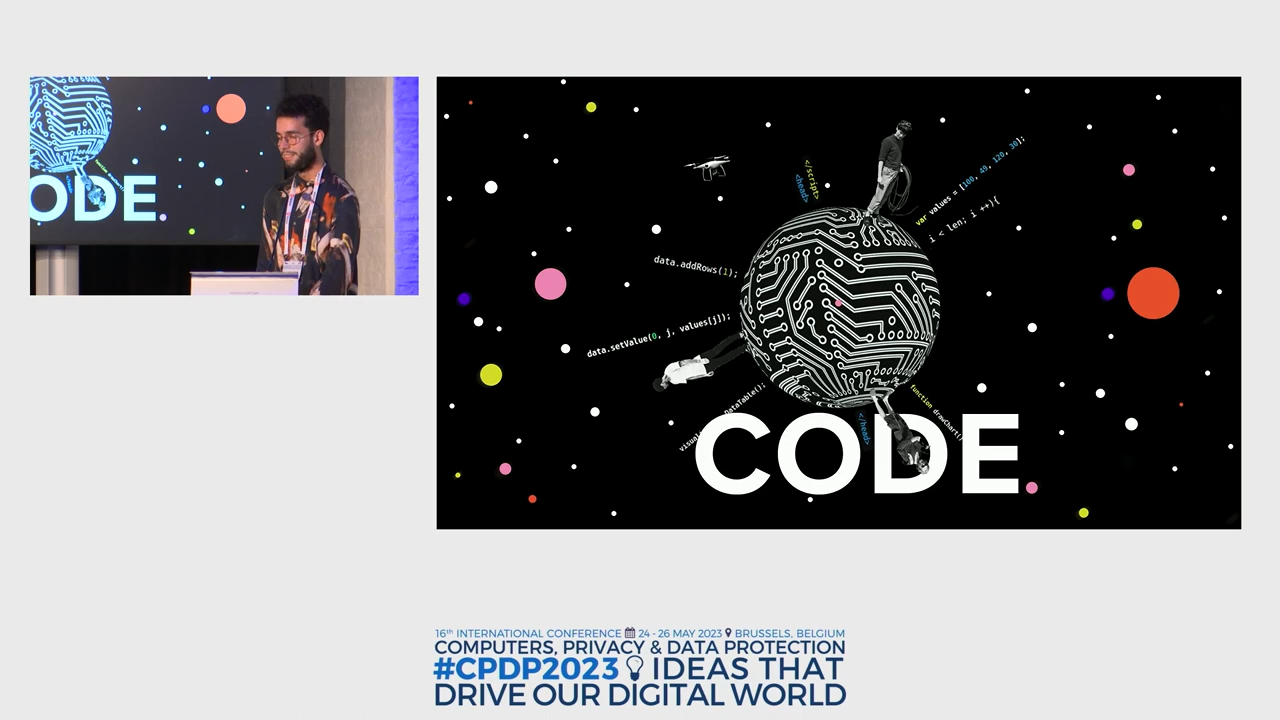 ODE.
</script>
<head>
var values = [100, 40, 120, 30];
i < len; i ++){
data.addRows(1);
data.setValue(0, j, values[j]);
DataTable();
</head>
function drawChart()
CODE.
16th INTERNATIONAL CONFERENCE 24 - 26 MAY 2023 BRUSSELS, BELGIUM
COMPUTERS, PRIVACY & DATA PROTECTION
#CPDP2023 IDEAS THAT
DRIVE OUR DIGITAL WORLD